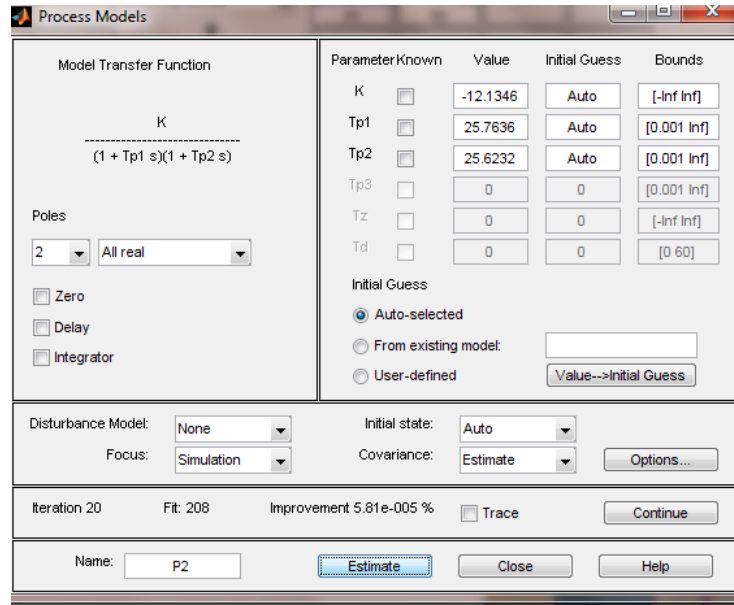 Process Models
Model Transfer Function
K
------------------------------
(1 + Tp1 s)(1 + Tp2 s)
Poles
2 All real
Zero
Delay
Integrator
Parameter Known Value Initial Guess Bounds
K -12.1346 Auto [-Inf Inf]
Tp1 25.7636 Auto [0.001 Inf]
Tp2 25.6232 Auto [0.001 Inf]
Tp3 0 0 [0.001 Inf]
Tz 0 0 [-Inf Inf]
Td 0 0 [0 60]
Initial Guess
Auto-selected
From existing model:
User-defined Value-->Initial Guess
Disturbance Model: None Initial state: Auto
Focus: Simulation Covariance: Estimate Options...
Iteration 20 Fit: 208 Improvement 5.81e-005 % Trace Continue
Name: P2 Estimate Close Help